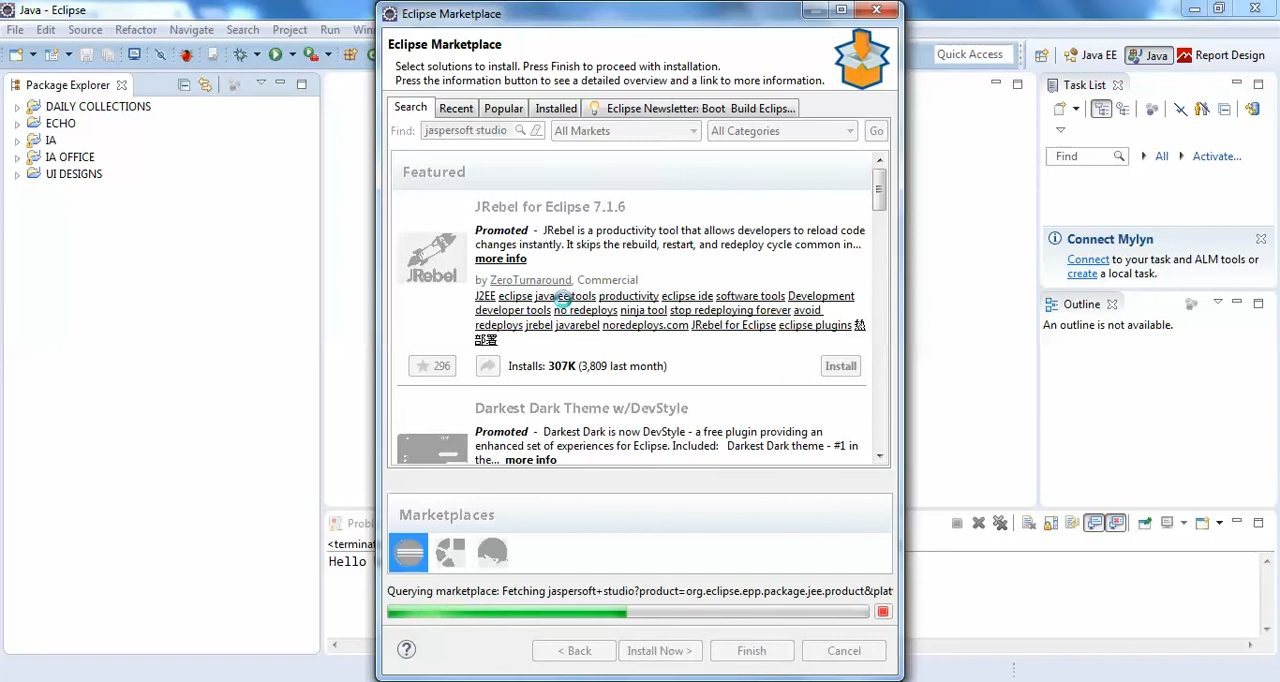 Java - Eclipse
File Edit Source Refactor Navigate Search Project Run
Quick Access
Java EE
Java
Report Design
Package Explorer
DAILY COLLECTIONS
ECHO
IA
IA OFFICE
UI DESIGNS
Eclipse Marketplace
Eclipse Marketplace
Select solutions to install. Press Finish to proceed with installation.
Press the information button to see a detailed overview and a link to more information.
Search Recent Popular Installed Eclipse Newsletter: Boot Build Eclips...
Find: jaspersoft studio All Markets All Categories Go
Featured
JRebel for Eclipse 7.1.6
Promoted - JRebel is a productivity tool that allows developers to reload code
changes instantly. It skips the rebuild, restart, and redeploy cycle common in...
more info
JRebel
by ZeroTurnaround, Commercial
J2EE eclipse java ee tools productivity eclipse ide software tools Development
developer tools no redeploys ninja tool stop redeploying forever avoid
redeploys jrebel javarebel noredeploys.com JRebel for Eclipse eclipse plugins 热
部署
296 Installs: 307K (3,809 last month) Install
Darkest Dark Theme w/DevStyle
Promoted - Darkest Dark is now DevStyle - a free plugin providing an
enhanced set of experiences for Eclipse. Included: Darkest Dark theme - #1 in
the... more info
Marketplaces
Querying marketplace: Fetching jaspersoft+studio?product=org.eclipse.epp.package.jee.product&plat
< Back Install Now > Finish Cancel
Task List
Find All Activate...
Connect Mylyn
Connect to your task and ALM tools or
create a local task.
Outline
An outline is not available.
Hello